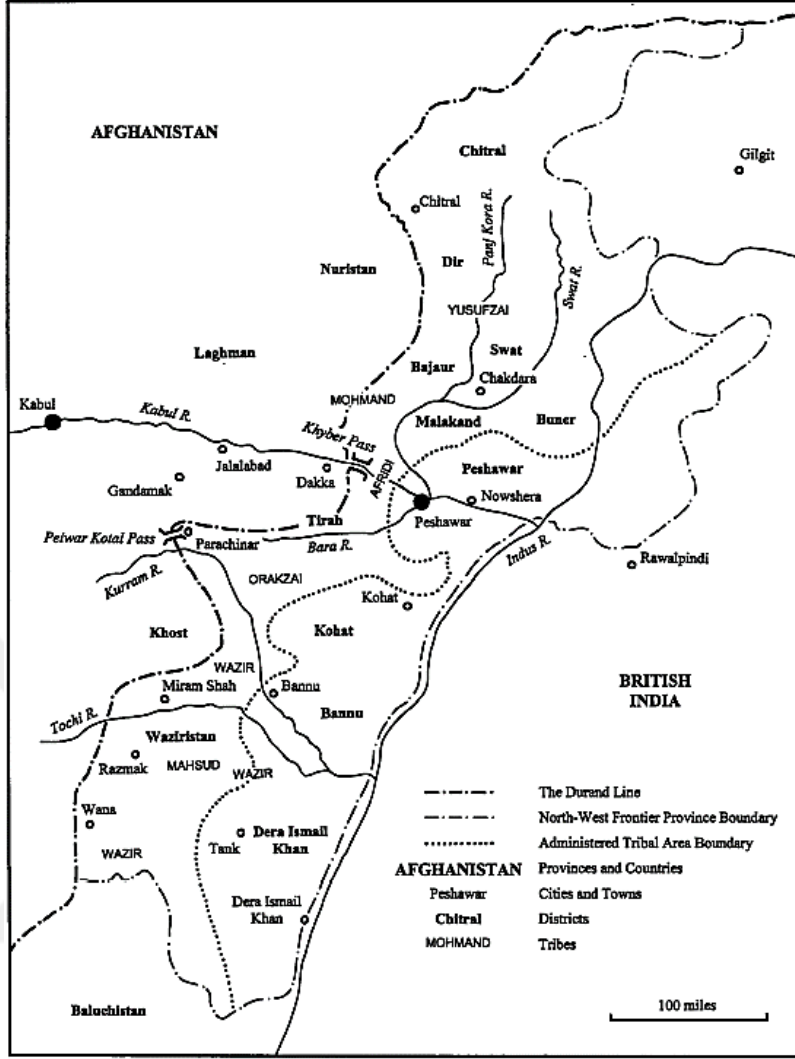 AFGHANISTAN
Chitral
Gilgit
Chitral
Panj Kora R.
Dir
Nuristan
Swat R.
YUSUFZAI
Laghman
Swat
Bajaur
Chakdara
MOHMAND
Kabul
Kabul R.
Malakand
Buner
Khyber Pass
Jalalabad
Dakka
AFRIDI
Peshawar
Gandamak
Nowshera
Peshawar
Tirah
Peiwar Kotal Pass
Parachinar
Bara R.
Indus R.
Rawalpindi
Kurram R.
ORAKZAI
Kohat
Khost
Kohat
WAZIR
Miram Shah
Bannu
BRITISH
INDIA
Bannu
Tochi R.
Waziristan
Razmak
MAHSUD
WAZIR
The Durand Line
Wana
North-West Frontier Province Boundary
Tank
Dera Ismail
Khan
Administered Tribal Area Boundary
WAZIR
AFGHANISTAN Provinces and Countries
Peshawar Cities and Towns
Dera Ismail
Khan
Chitral Districts
MOHMAND Tribes
Baluchistan
100 miles